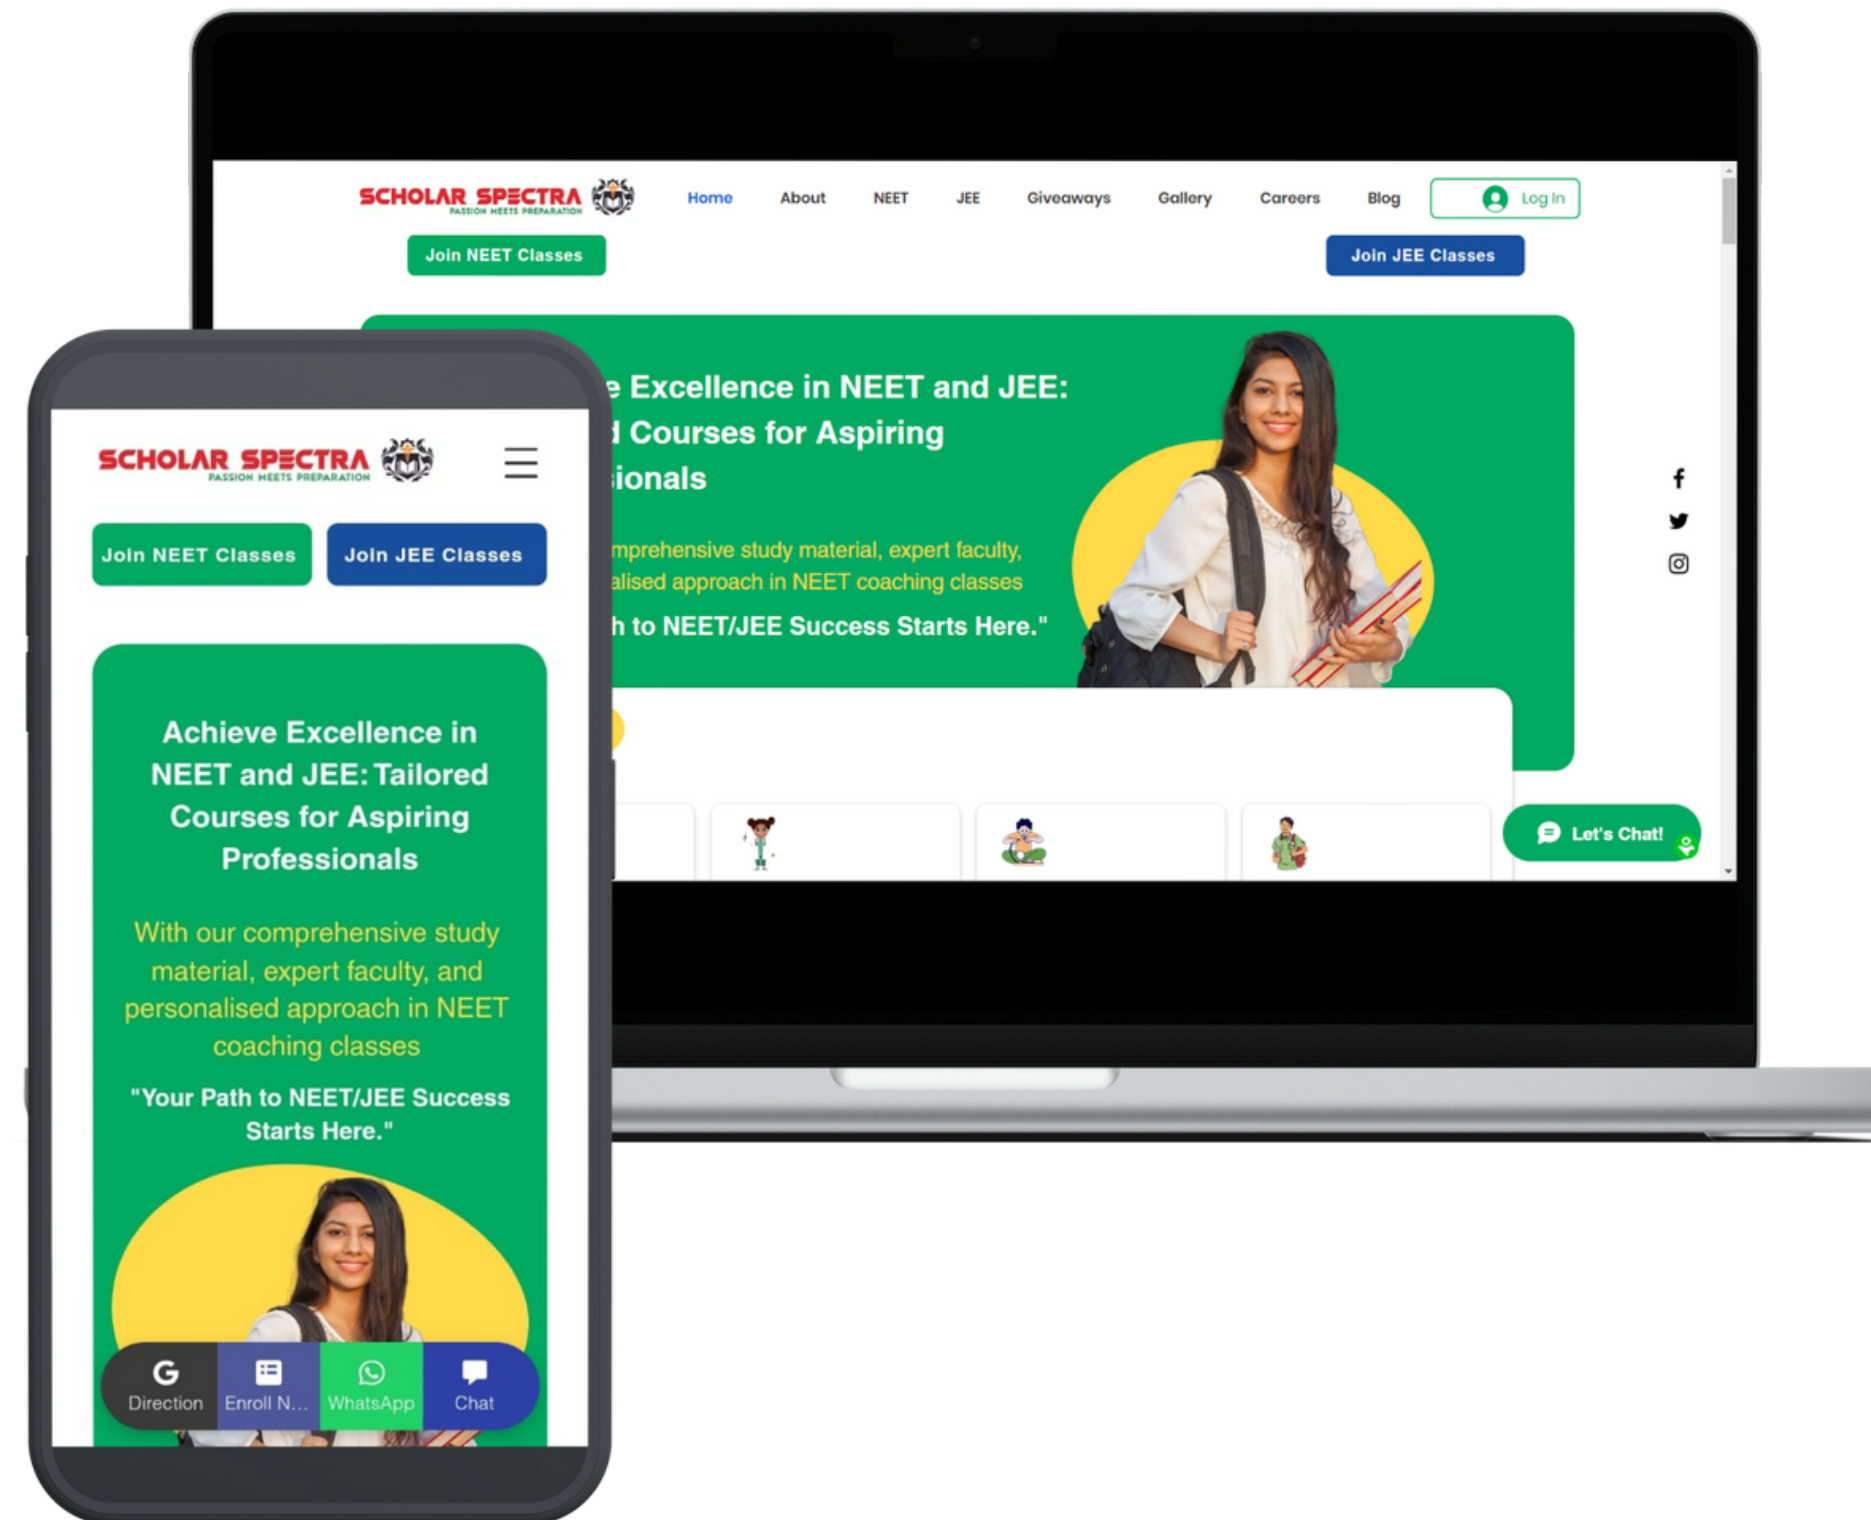 SCHOLAR SPECTRA
PASSION MEETS PREPARATION
Home About NEET JEE Giveaways Gallery Careers Blog Log In
Join NEET Classes
Join JEE Classes
e Excellence in NEET and JEE:
d Courses for Aspiring
ionals
mprehensive study material, expert faculty,
alised approach in NEET coaching classes
h to NEET/JEE Success Starts Here."
Let's Chat!
SCHOLAR SPECTRA
PASSION MEETS PREPARATION
Join NEET Classes
Join JEE Classes
Achieve Excellence in
NEET and JEE: Tailored
Courses for Aspiring
Professionals
With our comprehensive study
material, expert faculty, and
personalised approach in NEET
coaching classes
"Your Path to NEET/JEE Success
Starts Here."
Direction
Enroll N...
WhatsApp
Chat